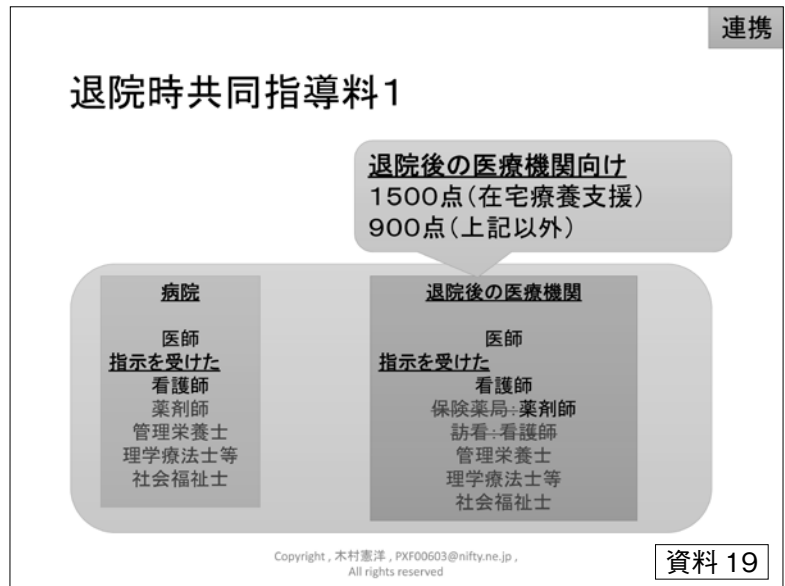 連携
退院時共同指導料1
退院後の医療機関向け
1500点(在宅療養支援)
900点(上記以外)
病院
医師
指示を受けた
看護師
薬剤師
管理栄養士
理学療法士等
社会福祉士
退院後の医療機関
医師
指示を受けた
看護師
保険薬局:薬剤師
訪看:看護師
管理栄養士
理学療法士等
社会福祉士
Copyright , 木村憲洋 , PXF00603@nifty.ne.jp ,
All rights reserved
資料 19